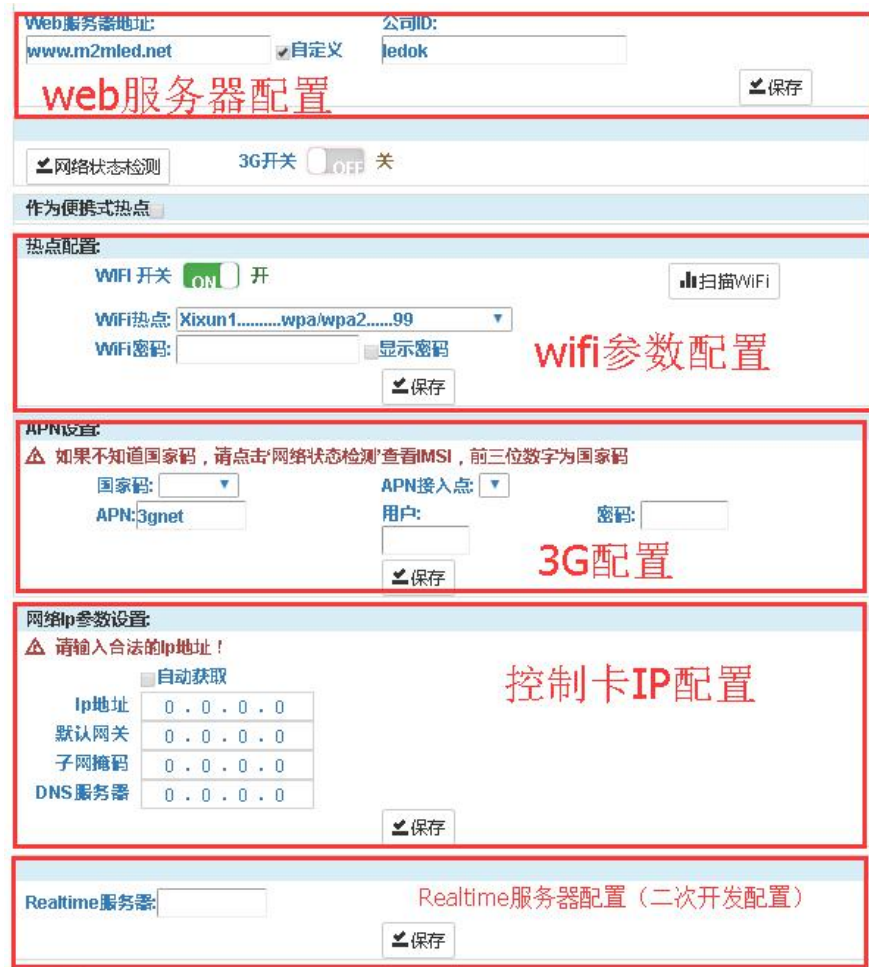 Web服务器地址: 公司ID:
www.m2mled.net 自定义 ledok
web服务器配置 保存
网络状态检测 3G开关 OFF 关
作为便携式热点
热点配置:
WIFI 开关 ON 开 扫描WiFi
WiFi热点: Xixun1..........wpa/wpa2......99
WiFi密码: 显示密码 wifi参数配置
保存
APN设置:
如果不知道国家码，请点击'网络状态检测'查看IMSI，前三位数字为国家码
国家码: APN接入点:
APN: 3gnet 用户: 密码:
保存 3G配置
网络Ip参数设置:
请输入合法的Ip地址！
自动获取 控制卡IP配置
Ip地址 0 . 0 . 0 . 0
默认网关 0 . 0 . 0 . 0
子网掩码 0 . 0 . 0 . 0
DNS服务器 0 . 0 . 0 . 0
保存
Realtime服务器: Realtime服务器配置（二次开发配置）
保存